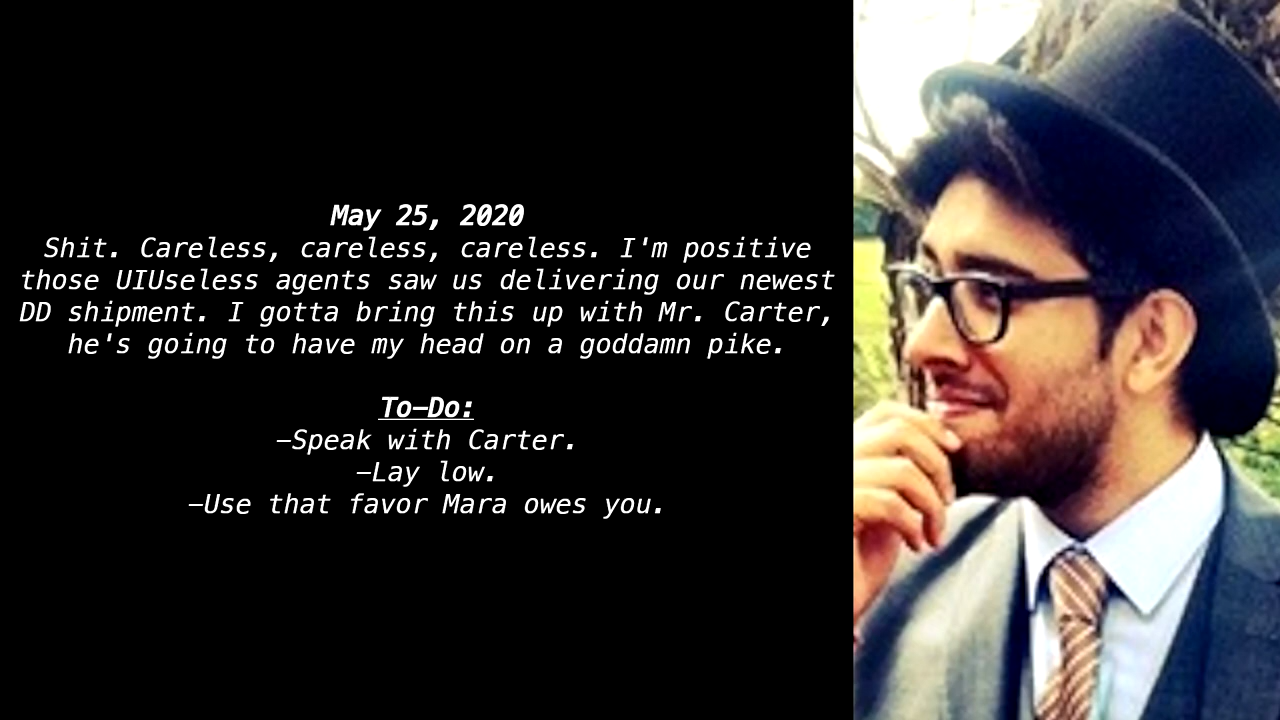 May 25, 2020
Shit. Careless, careless, careless. I'm positive
those UIUseless agents saw us delivering our newest
DD shipment. I gotta bring this up with Mr. Carter,
he's going to have my head on a goddamn pike.
To-Do:
-Speak with Carter.
-Lay low.
-Use that favor Mara owes you.